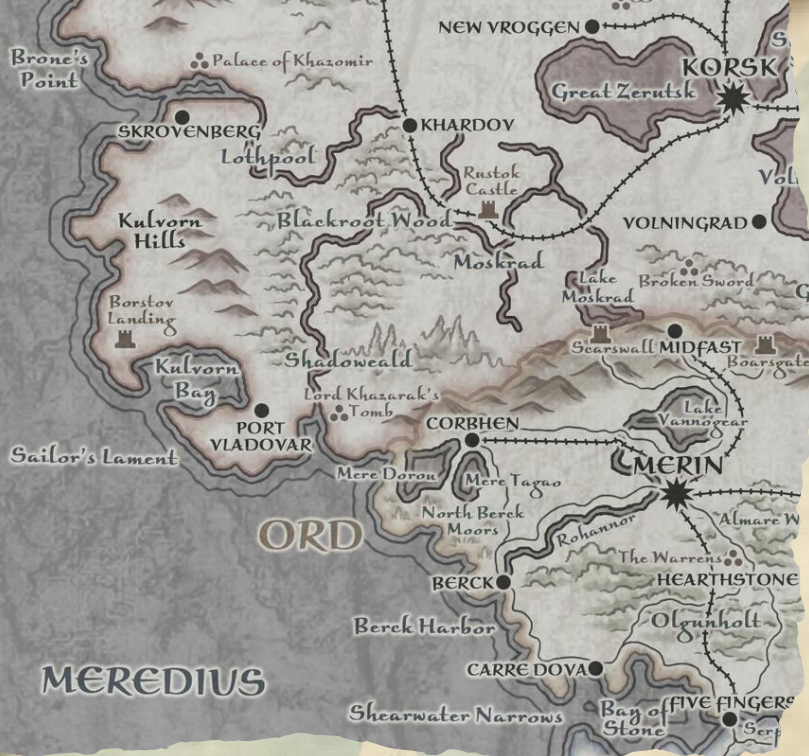 NEW VROGGEN
Brone's
Point
Palace of Khazomir
KORSK
Great Zerutsk
SKROVENBERG
KHARDOV
Lothpool
Rustok
Castle
Kulvorn
Hills
Blackroot Wood
VOLNINGRAD
Moskrad
Lake
Moskrad
Broken Sword
Borstov
Landing
Scarswall
MIDFAST
Boarsgate
Kulvorn
Bay
Shadoweald
Lord Khazarak's
Tomb
Lake
Vannogear
PORT
VLADOVAR
CORBHEN
Sailor's Lament
Mere Dorou
Mere Tagao
MERIN
North Berck
Moors
Almare W
ORD
Rohannor
The Warrens
BERCK
HEARTHSTONE
Berck Harbor
Olgunholt
CARRE DOVA
MEREDIUS
Shearwater Narrows
Bay of
Stone
FIVE FINGERS